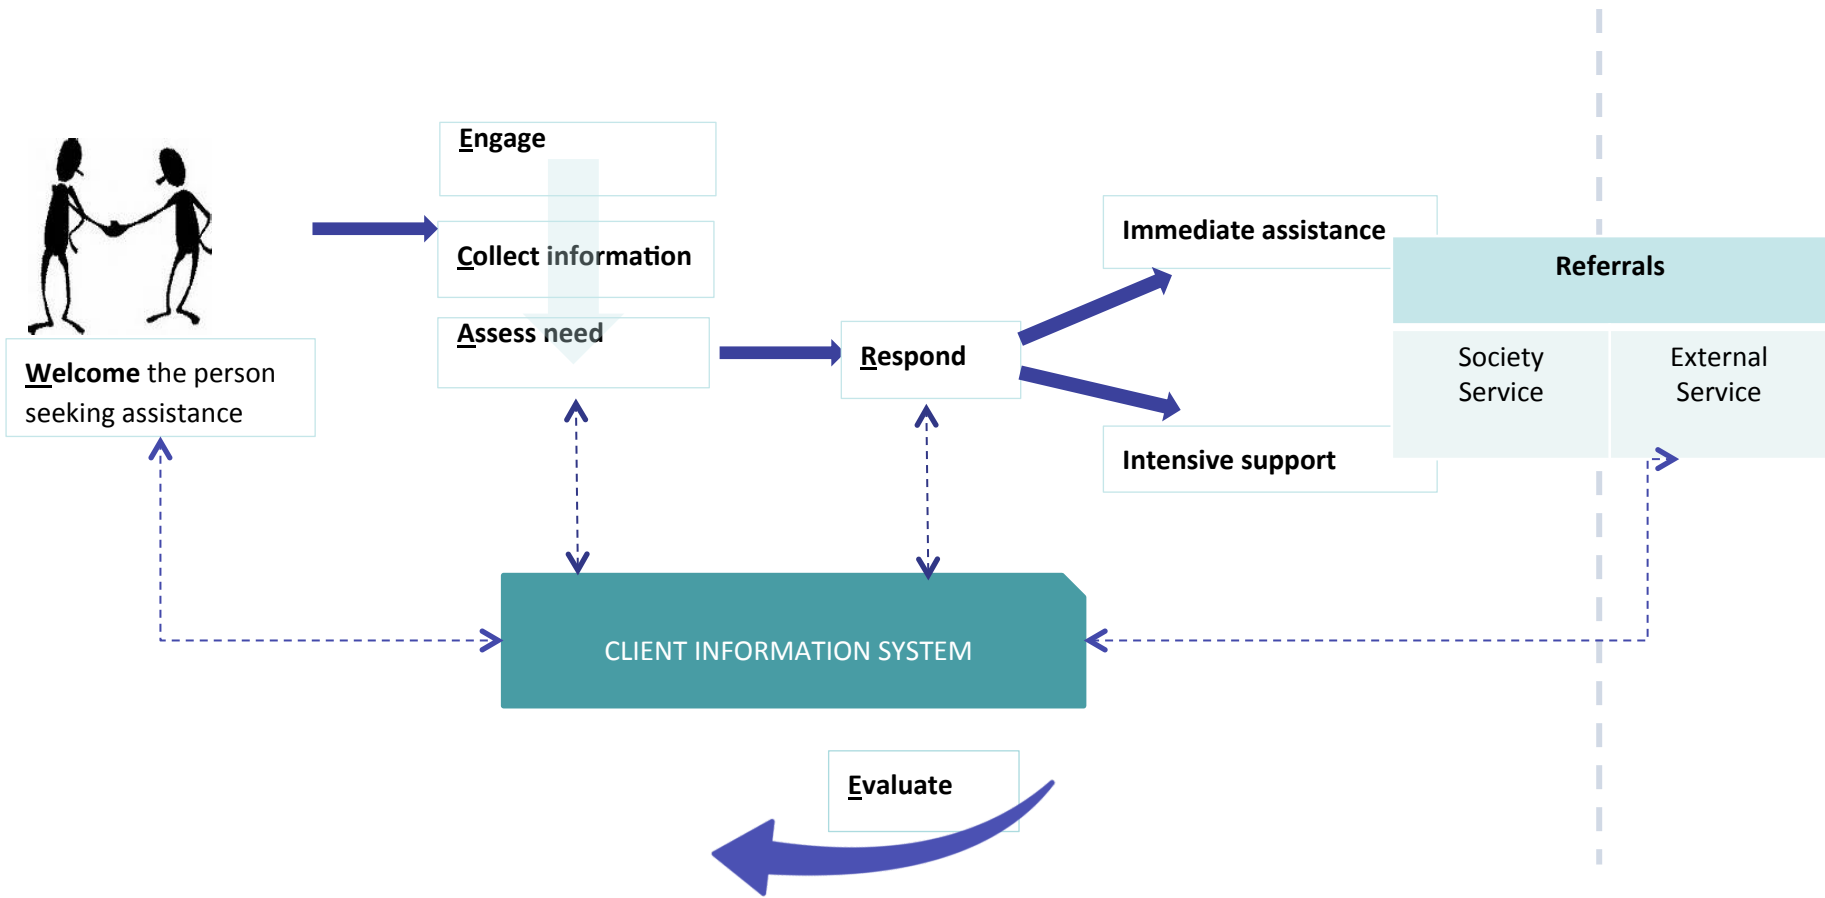 Welcome the person
seeking assistance
Engage
Collect information
Assess need
Respond
Immediate assistance
Intensive support
Referrals
Society
Service
External
Service
CLIENT INFORMATION SYSTEM
Evaluate